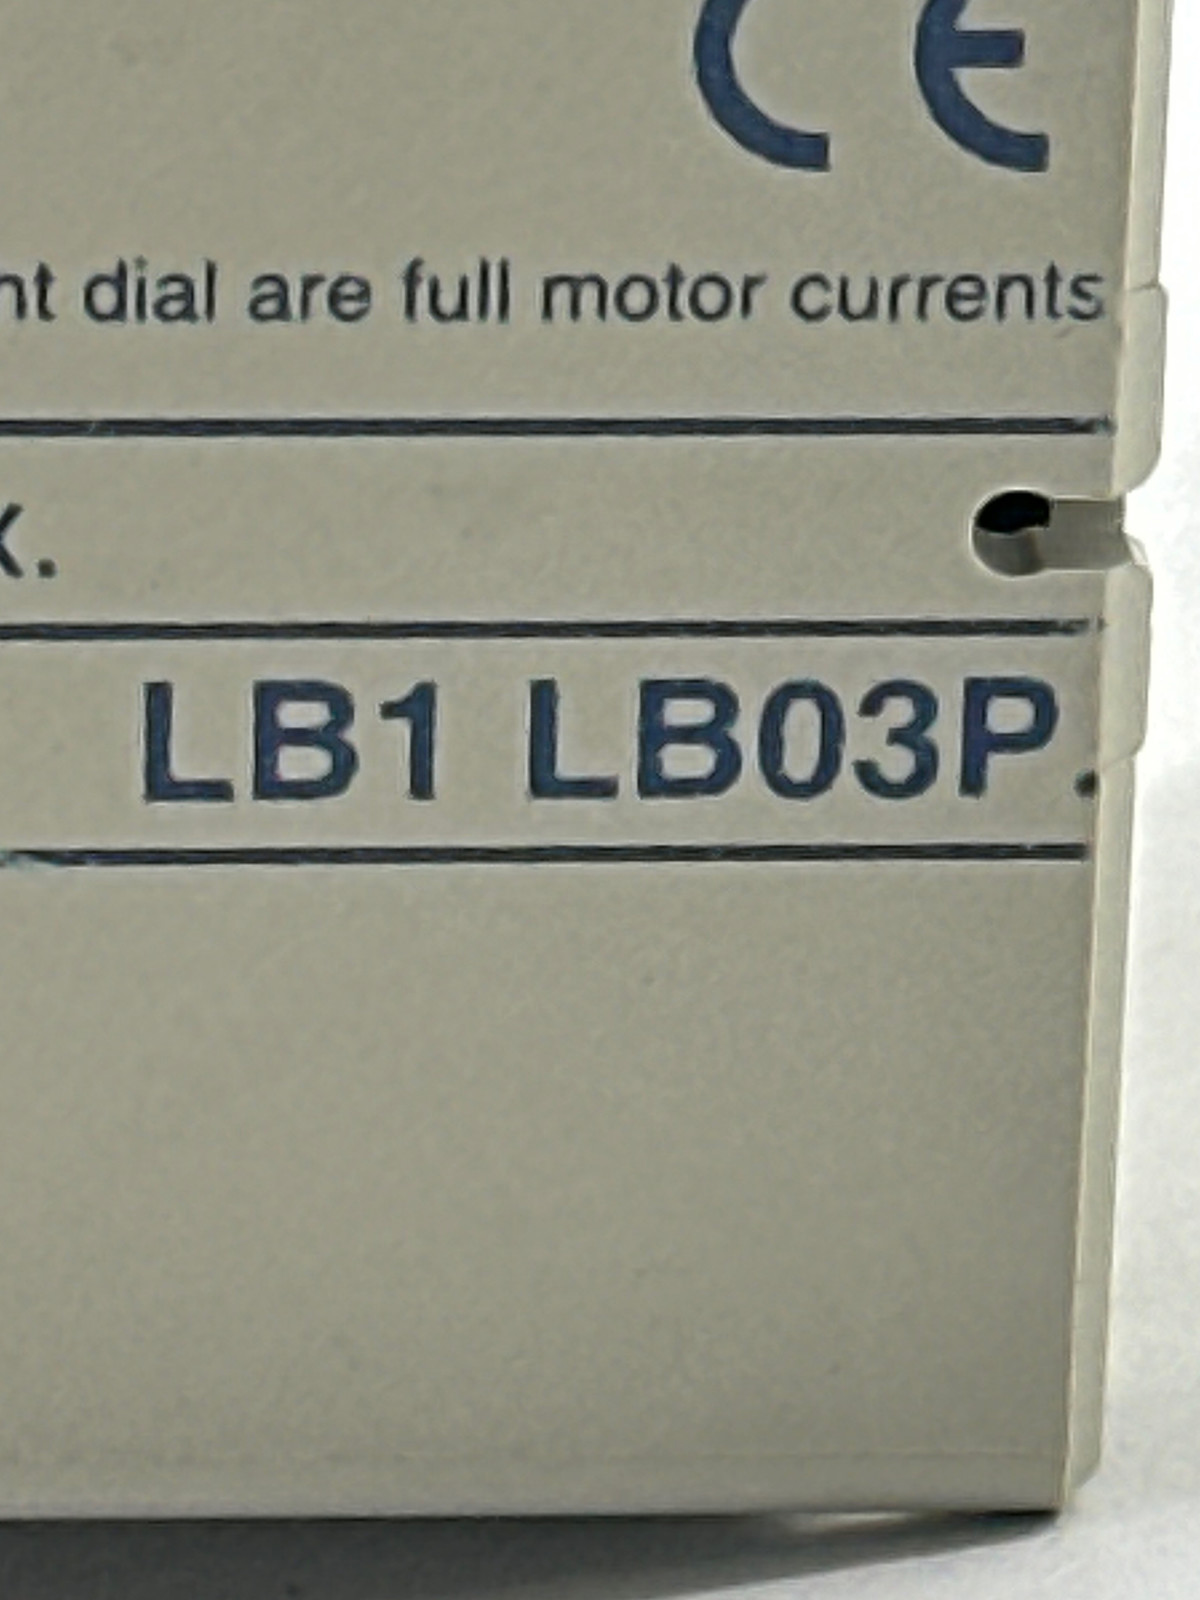 CE
nt dial are full motor currents
x.
LB1 LB03P.